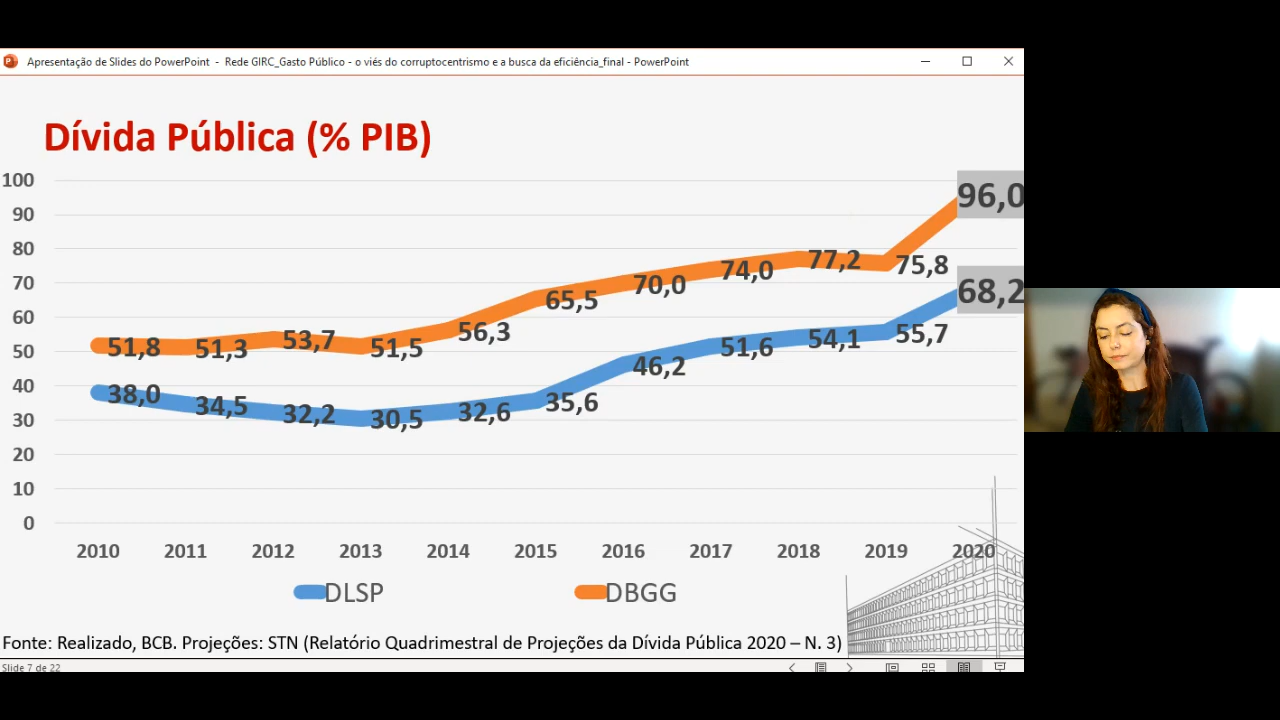 Apresentação de Slides do PowerPoint - Rede GIRC_Gasto Público - o viés do corruptocentrismo e a busca da eficiência_final - PowerPoint
Dívida Pública (% PIB)
100
90
80
70
60
50
40
30
20
10
0
51,8 51,3 53,7 51,5 56,3 65,5 70,0 74,0 77,2 75,8 96,0
38,0 34,5 32,2 30,5 32,6 35,6 46,2 51,6 54,1 55,7 68,2
2010 2011 2012 2013 2014 2015 2016 2017 2018 2019 2020
DLSP DBGG
Fonte: Realizado, BCB. Projeções: STN (Relatório Quadrimestral de Projeções da Dívida Pública 2020 – N. 3)
Slide 7 de 22